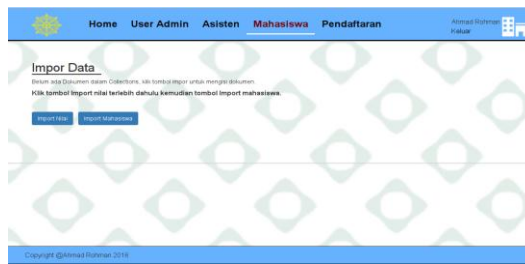 Home User Admin Asisten Mahasiswa Pendaftaran
Ahmad Rohman
Keluar
Impor Data
Belum ada Dokumen dalam Collections, klik tombol impor untuk mengisi dokumen.
Klik tombol Import nilai terlebih dahulu kemudian tombol Import mahasiswa.
Import Nilai Import Mahasiswa
Copyright @Ahmad Rohman 2016